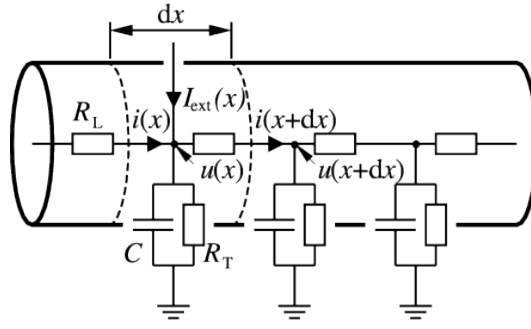 dx
R_L
i(x)
I_ext(x)
i(x+dx)
u(x)
u(x+dx)
C
R_T